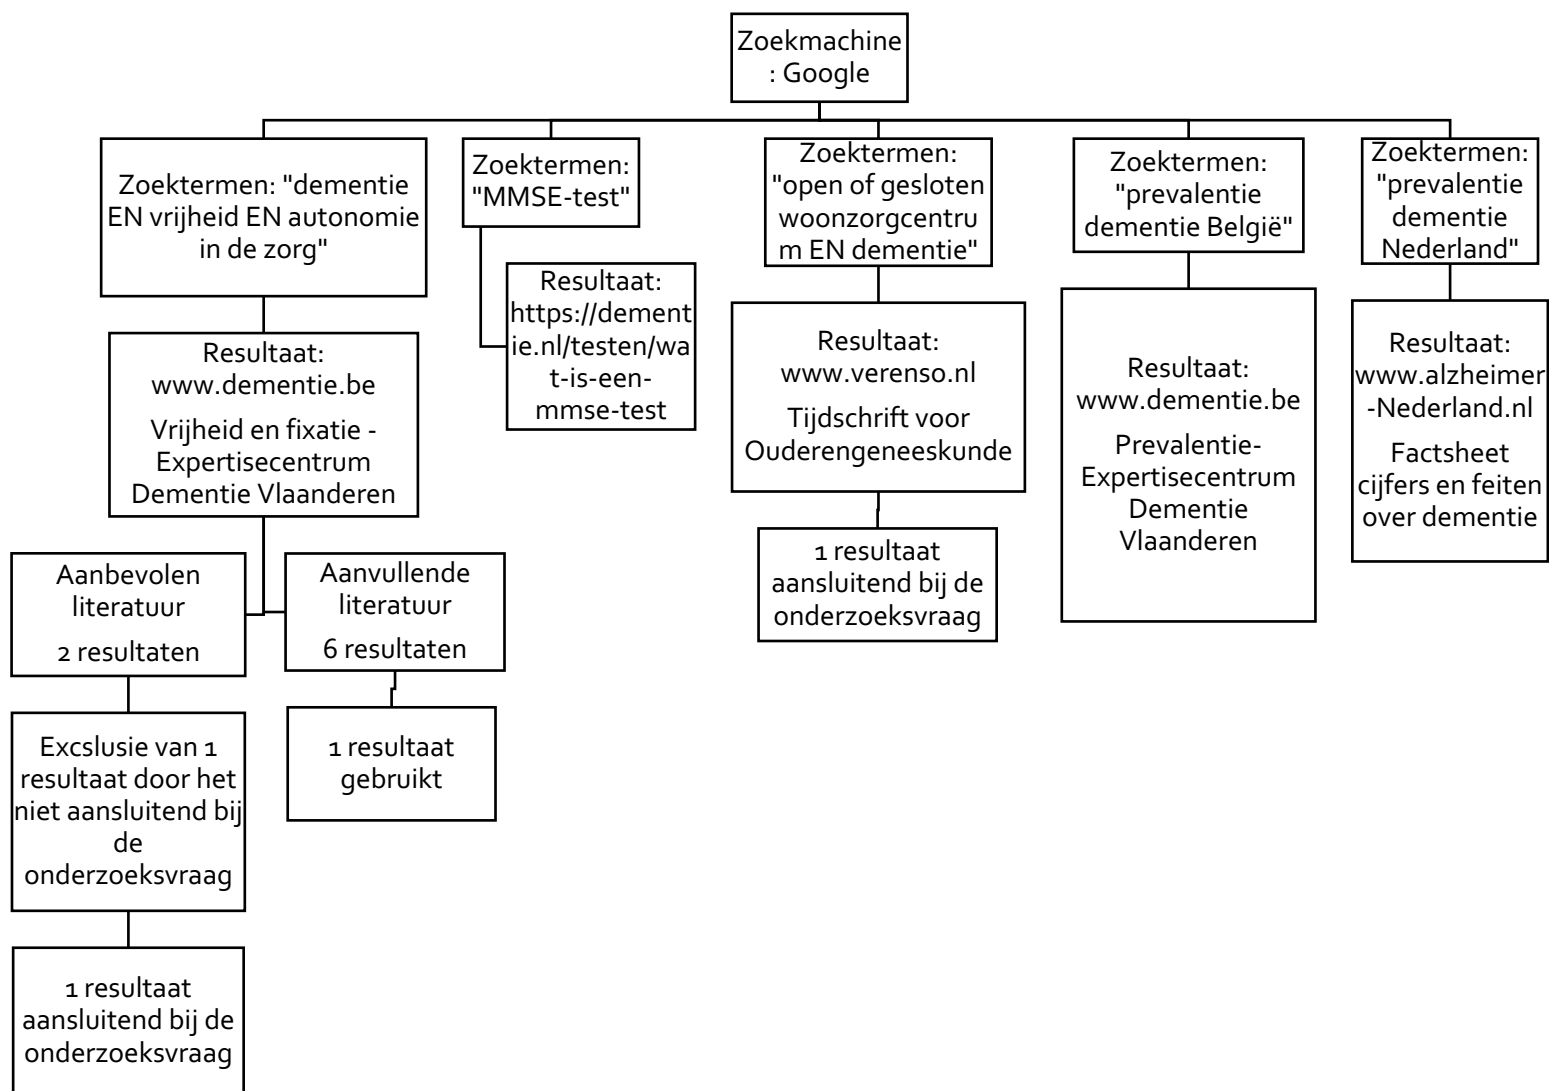 Zoekmachine
: Google
Zoektermen: "dementie
EN vrijheid EN autonomie
in de zorg"
Resultaat:
www.dementie.be
Vrijheid en fixatie -
Expertisecentrum
Dementie Vlaanderen
Aanbevolen
literatuur
2 resultaten
Excslusie van 1
resultaat door het
niet aansluitend bij
de
onderzoeksvraag
1 resultaat
aansluitend bij de
onderzoeksvraag
Aanvullende
literatuur
6 resultaten
1 resultaat
gebruikt
Zoektermen:
"MMSE-test"
Resultaat:
https://dement
ie.nl/testen/wa
t-is-een-
mmse-test
Zoektermen:
"open of gesloten
woonzorgcentru
m EN dementie"
Resultaat:
www.verenso.nl
Tijdschrift voor
Ouderengeneeskunde
1 resultaat
aansluitend bij de
onderzoeksvraag
Zoektermen:
"prevalentie
dementie België"
Resultaat:
www.dementie.be
Prevalentie-
Expertisecentrum
Dementie
Vlaanderen
Zoektermen:
"prevalentie
dementie
Nederland"
Resultaat:
www.alzheimer
-Nederland.nl
Factsheet
cijfers en feiten
over dementie